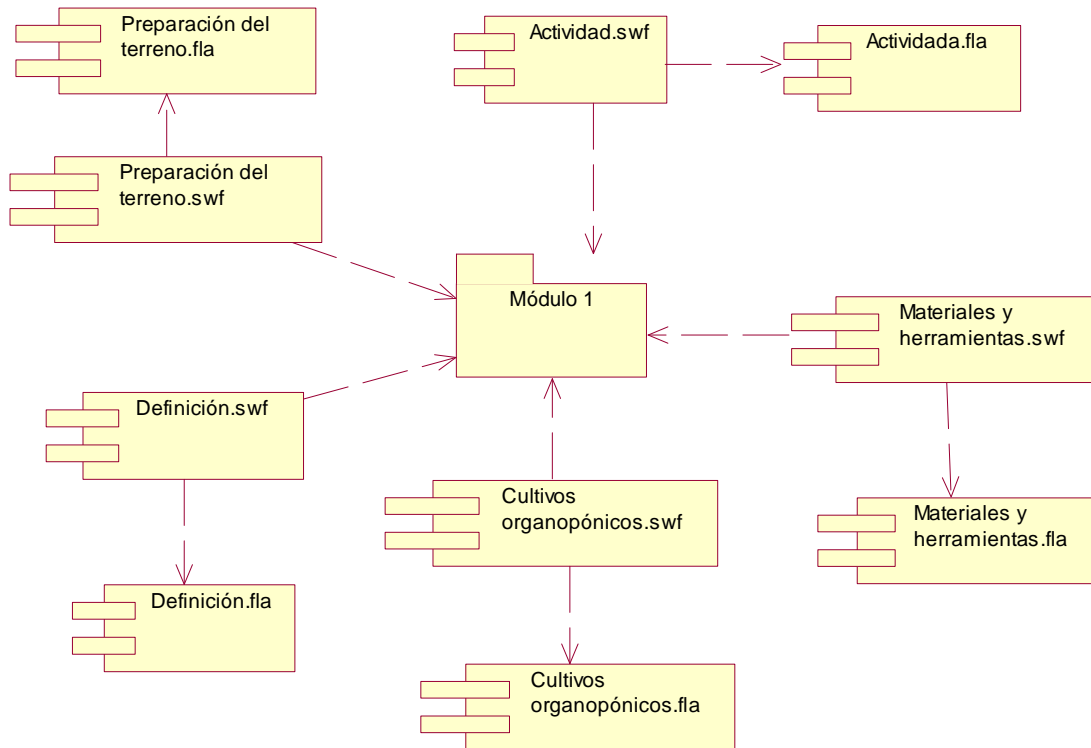 Preparación del
terreno.fla
Actividad.swf
Actividada.fla
Preparación del
terreno.swf
Módulo 1
Materiales y
herramientas.swf
Definición.swf
Cultivos
organopónicos.swf
Materiales y
herramientas.fla
Definición.fla
Cultivos
organopónicos.fla